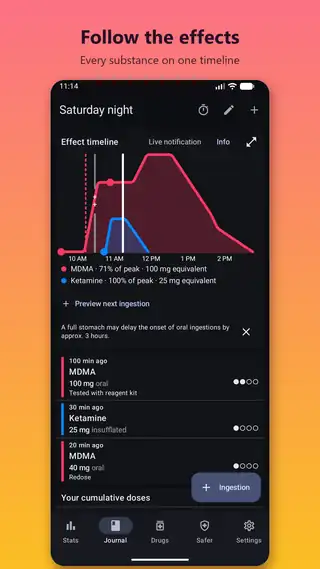 Follow the effects
Every substance on one timeline
11:14
Saturday night
Effect timeline
Live notification
Info
10 AM
11 AM
12 PM
1 PM
2 PM
MDMA · 71% of peak · 100 mg equivalent
Ketamine · 100% of peak · 25 mg equivalent
+ Preview next ingestion
A full stomach may delay the onset of oral ingestions by
approx. 3 hours.
100 min ago
MDMA
100 mg oral
Tested with reagent kit
30 min ago
Ketamine
25 mg insufflated
20 min ago
MDMA
40 mg oral
Redose
+ Ingestion
Your cumulative doses
Stats
Journal
Drugs
Safer
Settings